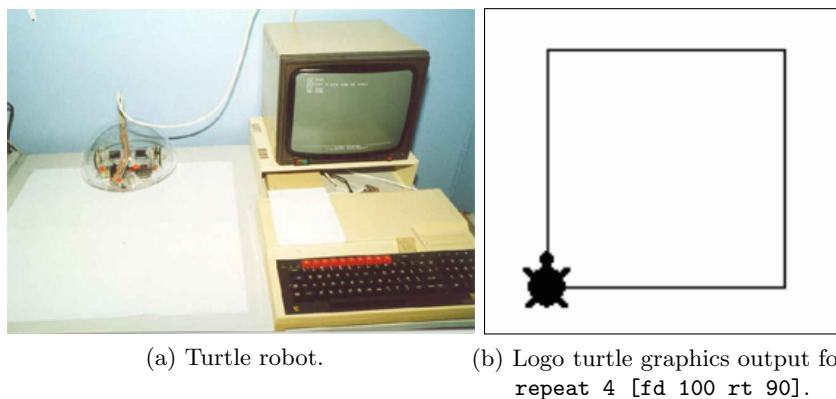 (a) Turtle robot.
(b) Logo turtle graphics output fo
repeat 4 [fd 100 rt 90].